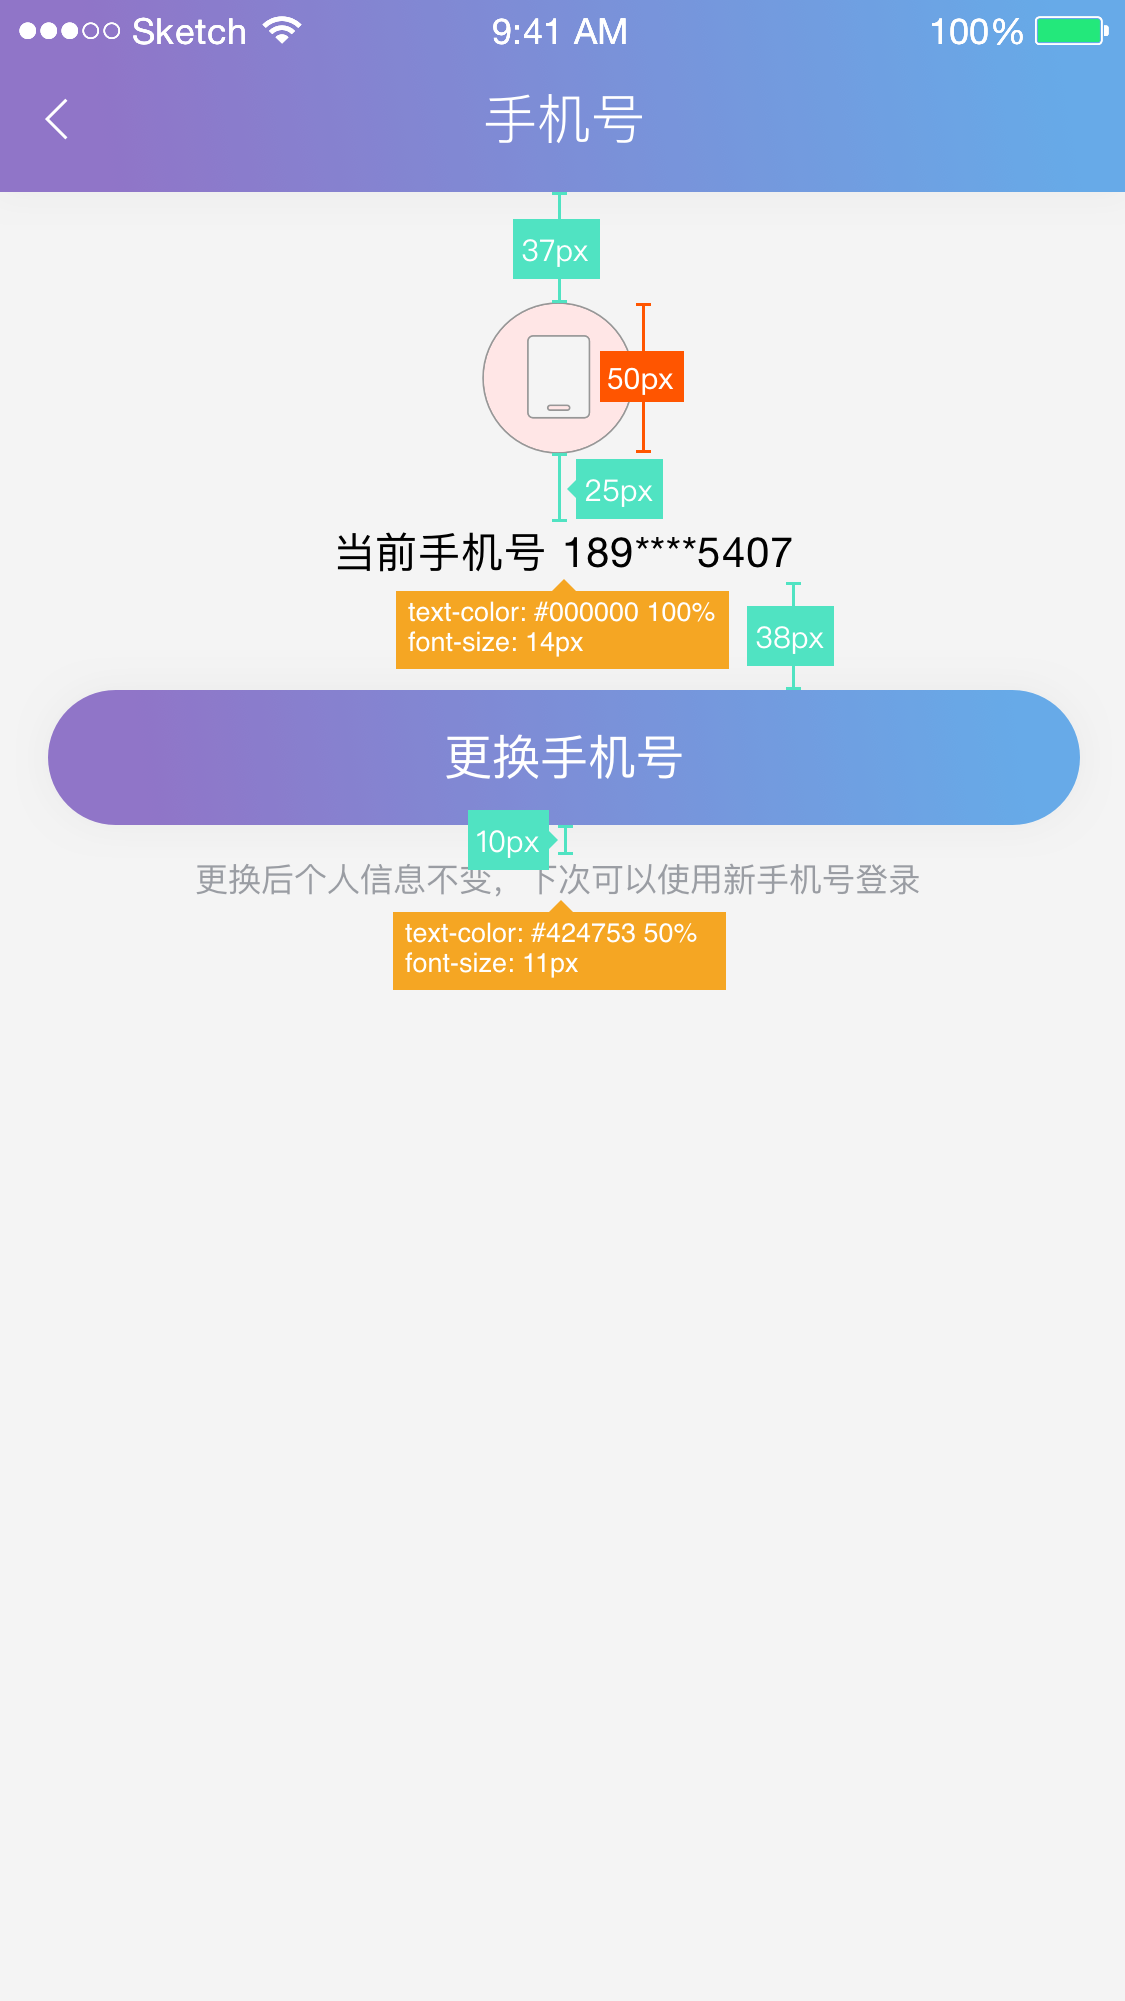 Sketch 9:41 AM 100%
手机号
37px
50px
25px
当前手机号 189****5407
text-color: #000000 100%
font-size: 14px
38px
更换手机号
10px
更换后个人信息不变，下次可以使用新手机号登录
text-color: #424753 50%
font-size: 11px